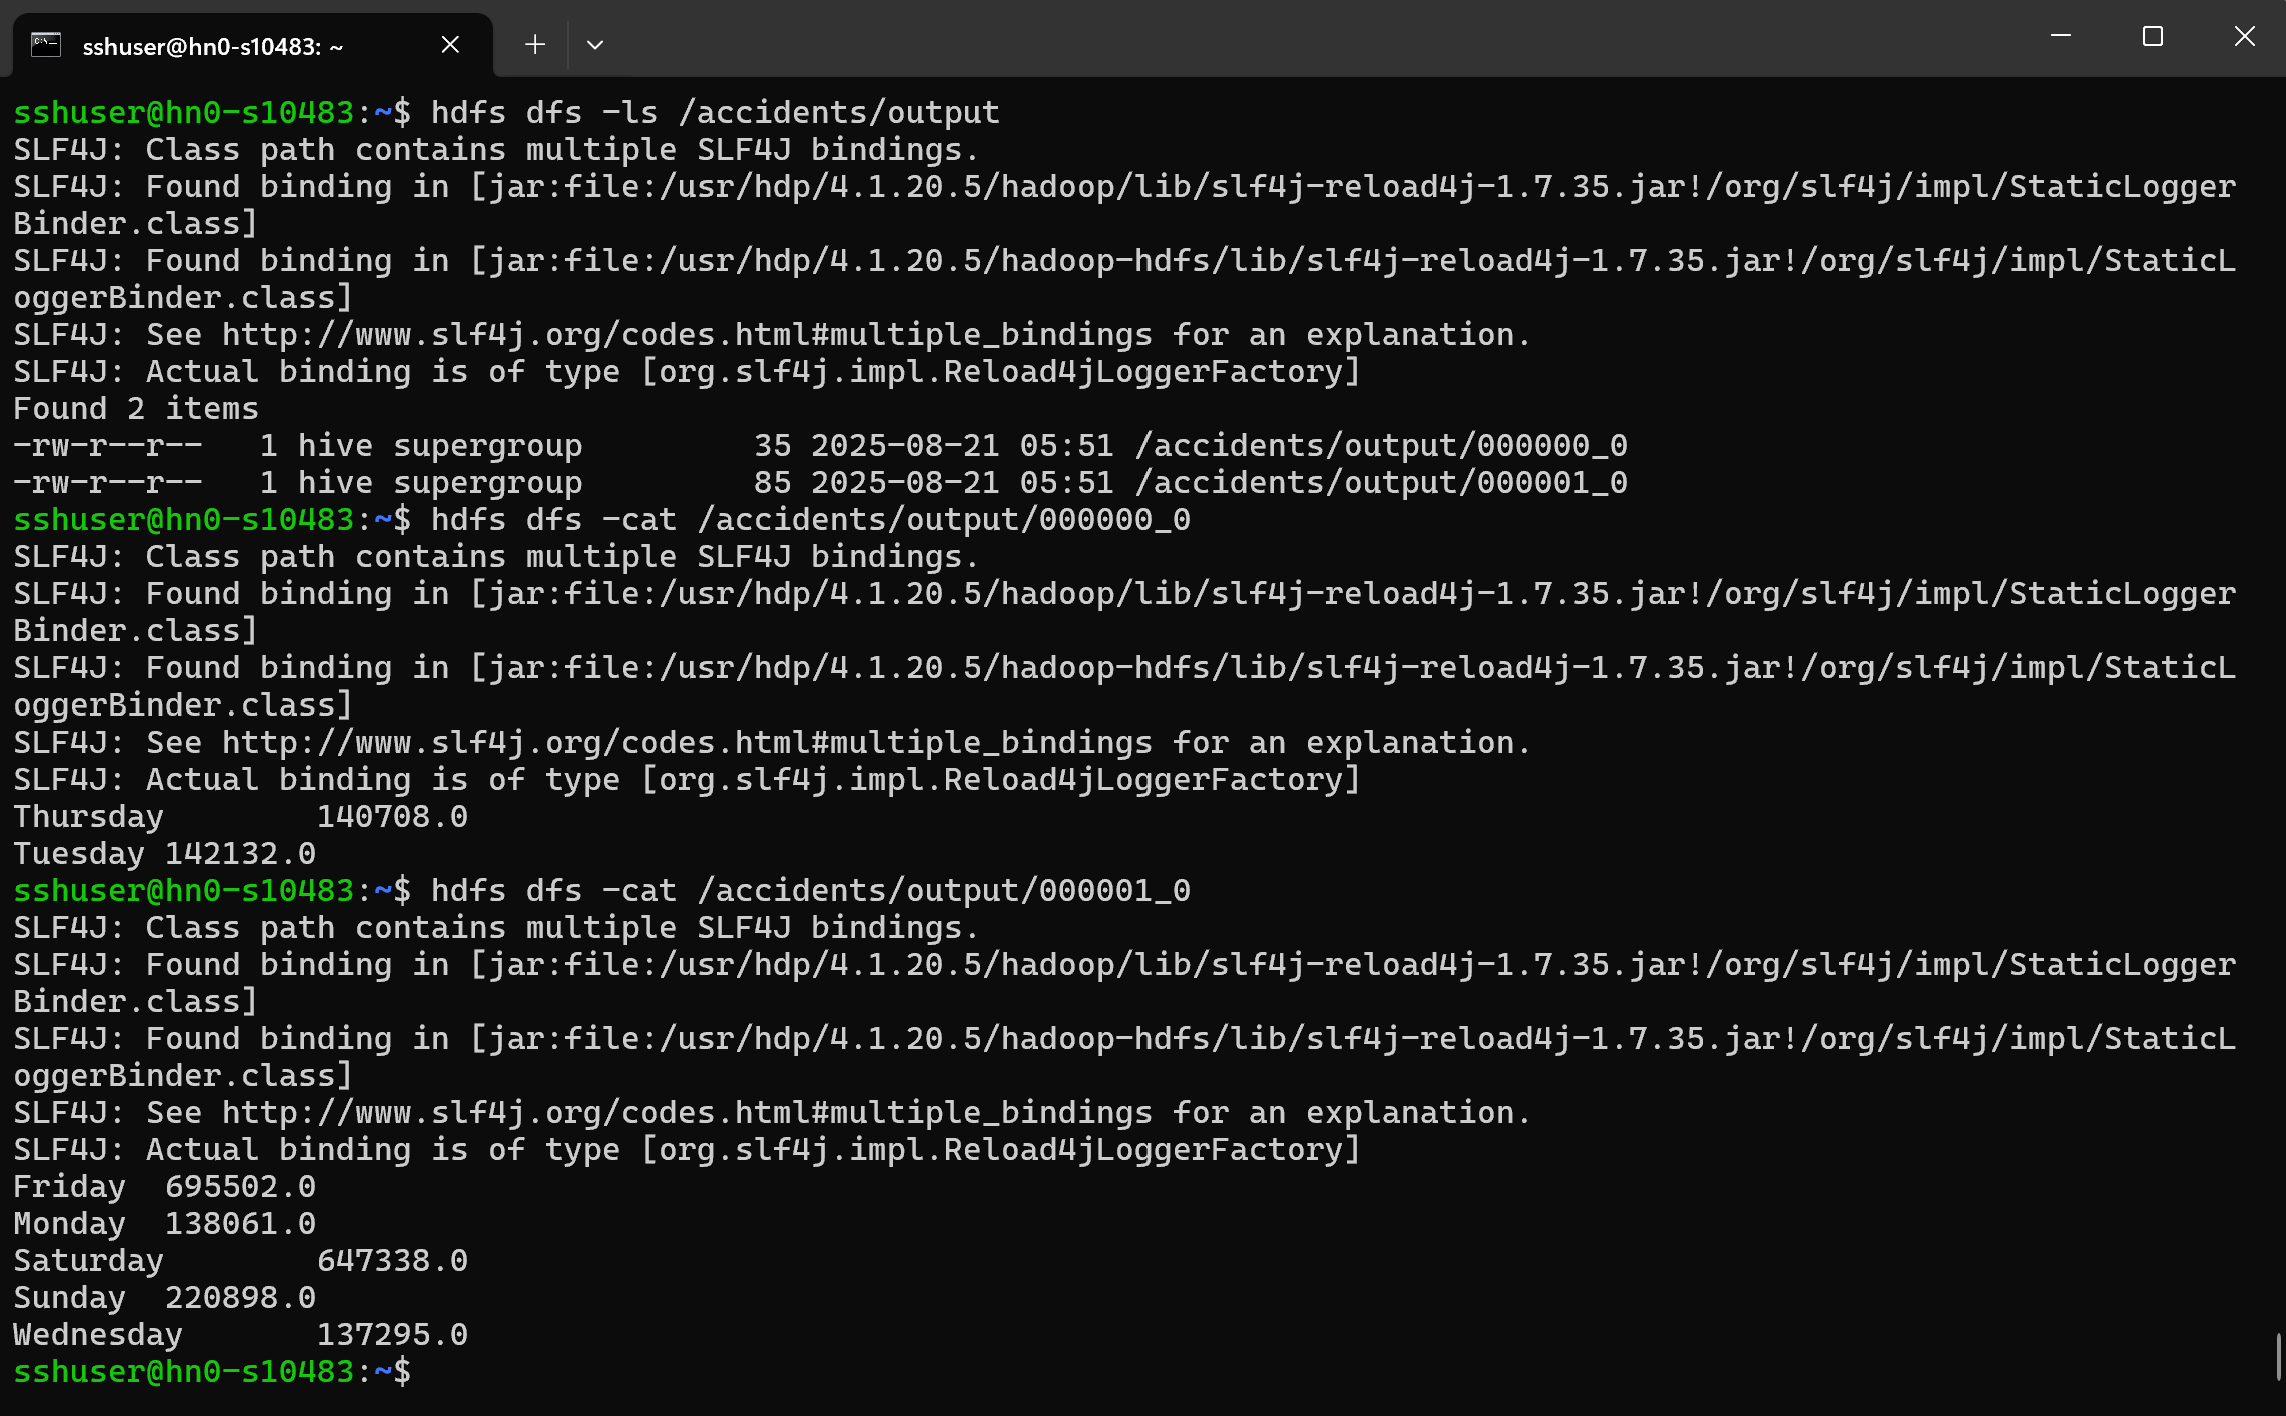 sshuser@hn0-s10483: ~
sshuser@hn0-s10483:~$ hdfs dfs -ls /accidents/output
SLF4J: Class path contains multiple SLF4J bindings.
SLF4J: Found binding in [jar:file:/usr/hdp/4.1.20.5/hadoop/lib/slf4j-reload4j-1.7.35.jar!/org/slf4j/impl/StaticLogger
Binder.class]
SLF4J: Found binding in [jar:file:/usr/hdp/4.1.20.5/hadoop-hdfs/lib/slf4j-reload4j-1.7.35.jar!/org/slf4j/impl/StaticL
oggerBinder.class]
SLF4J: See http://www.slf4j.org/codes.html#multiple_bindings for an explanation.
SLF4J: Actual binding is of type [org.slf4j.impl.Reload4jLoggerFactory]
Found 2 items
-rw-r--r--   1 hive supergroup         35 2025-08-21 05:51 /accidents/output/000000_0
-rw-r--r--   1 hive supergroup         85 2025-08-21 05:51 /accidents/output/000001_0
sshuser@hn0-s10483:~$ hdfs dfs -cat /accidents/output/000000_0
SLF4J: Class path contains multiple SLF4J bindings.
SLF4J: Found binding in [jar:file:/usr/hdp/4.1.20.5/hadoop/lib/slf4j-reload4j-1.7.35.jar!/org/slf4j/impl/StaticLogger
Binder.class]
SLF4J: Found binding in [jar:file:/usr/hdp/4.1.20.5/hadoop-hdfs/lib/slf4j-reload4j-1.7.35.jar!/org/slf4j/impl/StaticL
oggerBinder.class]
SLF4J: See http://www.slf4j.org/codes.html#multiple_bindings for an explanation.
SLF4J: Actual binding is of type [org.slf4j.impl.Reload4jLoggerFactory]
Thursday        140708.0
Tuesday 142132.0
sshuser@hn0-s10483:~$ hdfs dfs -cat /accidents/output/000001_0
SLF4J: Class path contains multiple SLF4J bindings.
SLF4J: Found binding in [jar:file:/usr/hdp/4.1.20.5/hadoop/lib/slf4j-reload4j-1.7.35.jar!/org/slf4j/impl/StaticLogger
Binder.class]
SLF4J: Found binding in [jar:file:/usr/hdp/4.1.20.5/hadoop-hdfs/lib/slf4j-reload4j-1.7.35.jar!/org/slf4j/impl/StaticL
oggerBinder.class]
SLF4J: See http://www.slf4j.org/codes.html#multiple_bindings for an explanation.
SLF4J: Actual binding is of type [org.slf4j.impl.Reload4jLoggerFactory]
Friday  695502.0
Monday  138061.0
Saturday        647338.0
Sunday  220898.0
Wednesday       137295.0
sshuser@hn0-s10483:~$